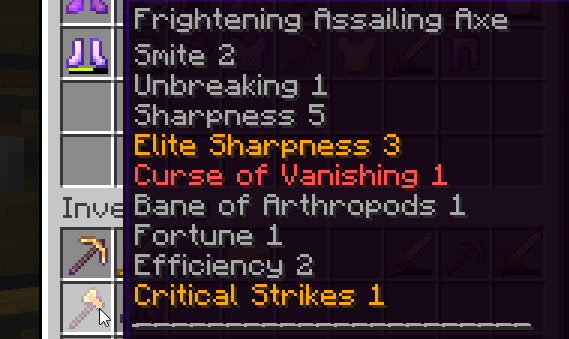 Frightening Assailing Axe
Smite 2
Unbreaking 1
Sharpness 5
Elite Sharpness 3
Curse of Vanishing 1
Inve
Bane of Arthropods 1
Fortune 1
Efficiency 2
Critical Strikes 1